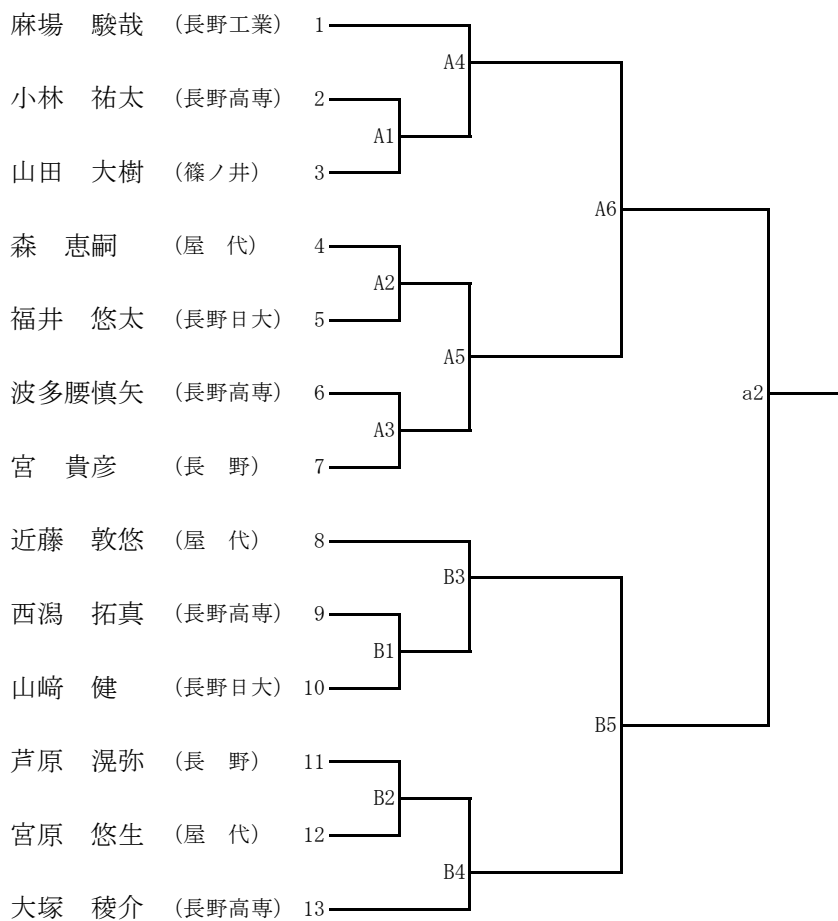 麻場　駿哉　（長野工業）　1
A4
小林　祐太　（長野高専）　2
A1
山田　大樹　（篠ノ井）　3
A6
森　恵嗣　（屋　代）　4
A2
福井　悠太　（長野日大）　5
A5
波多腰慎矢　（長野高専）　6
a2
A3
宮　貴彦　（長　野）　7
近藤　敦悠　（屋　代）　8
B3
西潟　拓真　（長野高専）　9
B1
山﨑　健　（長野日大）　10
B5
芦原　滉弥　（長　野）　11
B2
宮原　悠生　（屋　代）　12
B4
大塚　稜介　（長野高専）　13